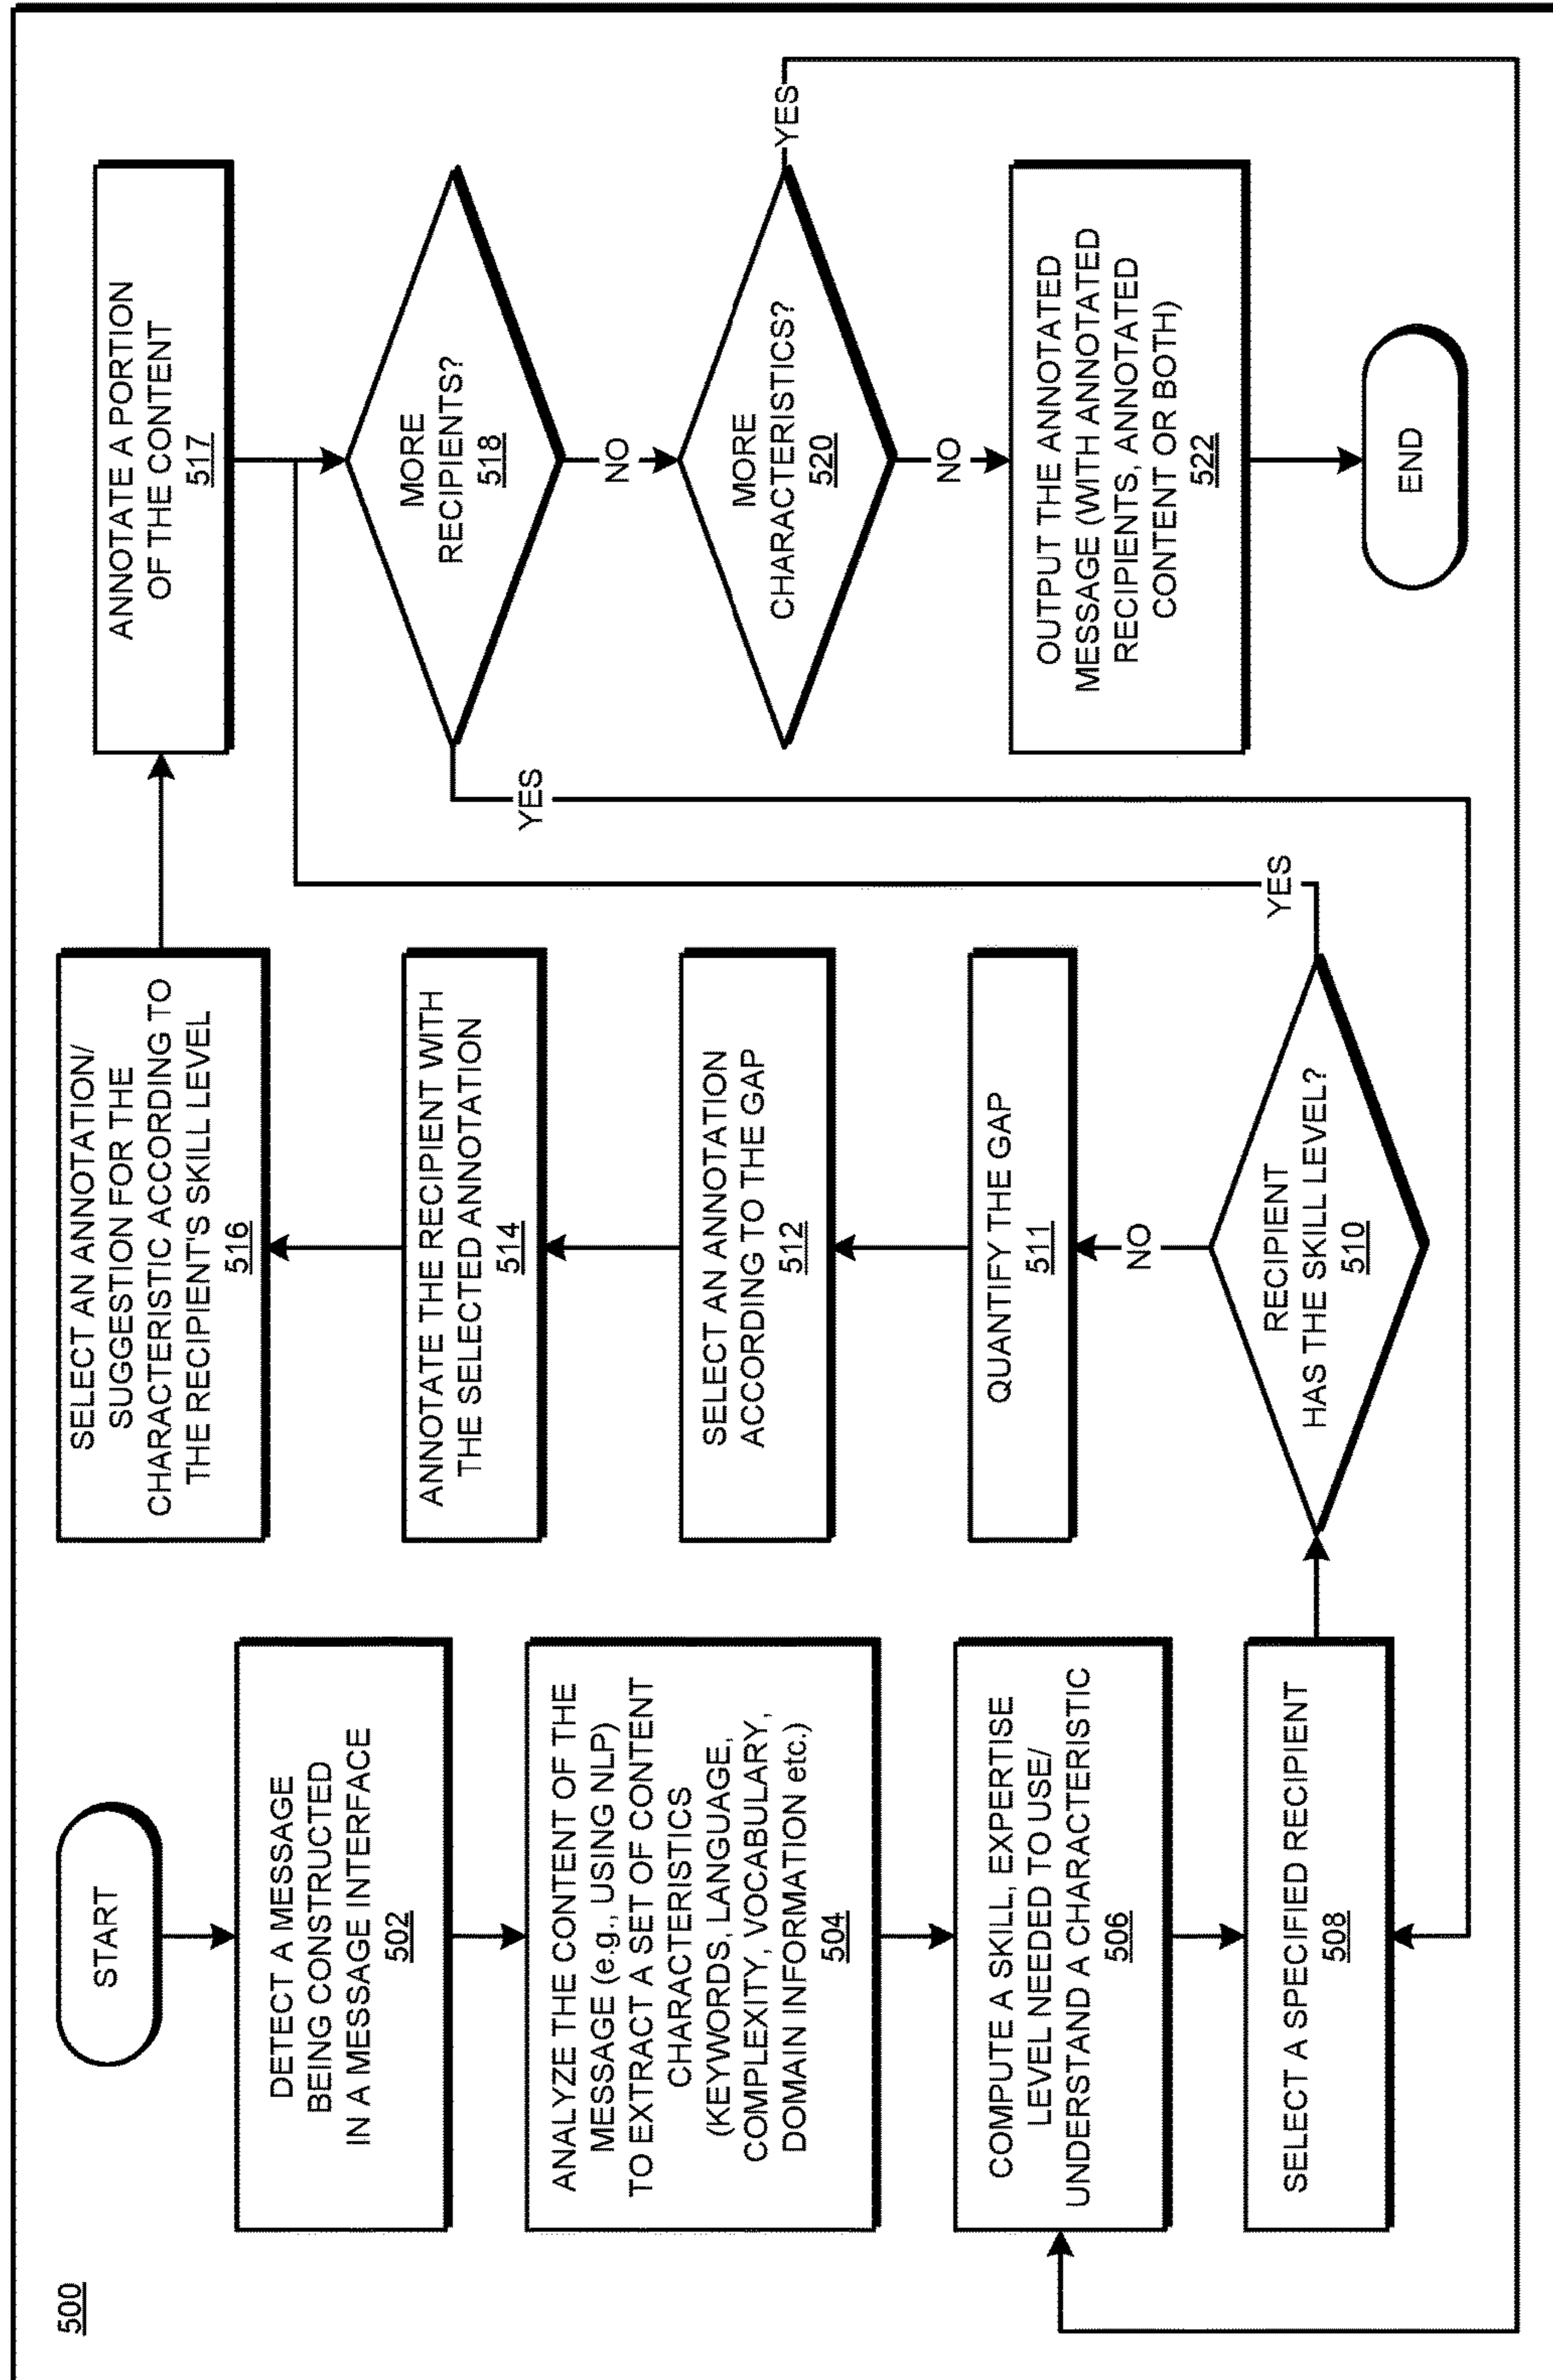 500
START
DETECT A MESSAGE
BEING CONSTRUCTED
IN A MESSAGE INTERFACE
502
ANALYZE THE CONTENT OF THE
MESSAGE (e.g., USING NLP)
TO EXTRACT A SET OF CONTENT
CHARACTERISTICS
(KEYWORDS, LANGUAGE,
COMPLEXITY, VOCABULARY,
DOMAIN INFORMATION etc.)
504
COMPUTE A SKILL, EXPERTISE
LEVEL NEEDED TO USE/
UNDERSTAND A CHARACTERISTIC
506
SELECT A SPECIFIED RECIPIENT
508
RECIPIENT
HAS THE SKILL LEVEL?
510
NO
YES
QUANTIFY THE GAP
511
SELECT AN ANNOTATION
ACCORDING TO THE GAP
512
ANNOTATE THE RECIPIENT WITH
THE SELECTED ANNOTATION
514
SELECT AN ANNOTATION/
SUGGESTION FOR THE
CHARACTERISTIC ACCORDING TO
THE RECIPIENT'S SKILL LEVEL
516
ANNOTATE A PORTION
OF THE CONTENT
517
MORE
RECIPIENTS?
518
YES
NO
MORE
CHARACTERISTICS?
520
YES
NO
OUTPUT THE ANNOTATED
MESSAGE (WITH ANNOTATED
RECIPIENTS, ANNOTATED
CONTENT OR BOTH)
522
END